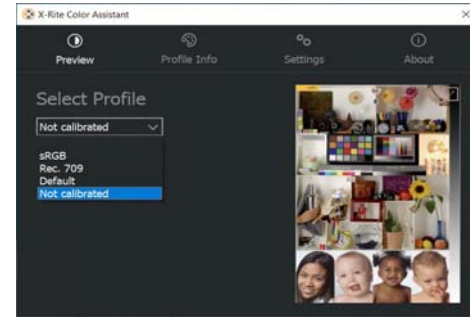 X-Rite Color Assistant
Preview
Profile Info
Settings
About
Select Profile
Not calibrated
sRGB
Rec. 709
Default
Not calibrated